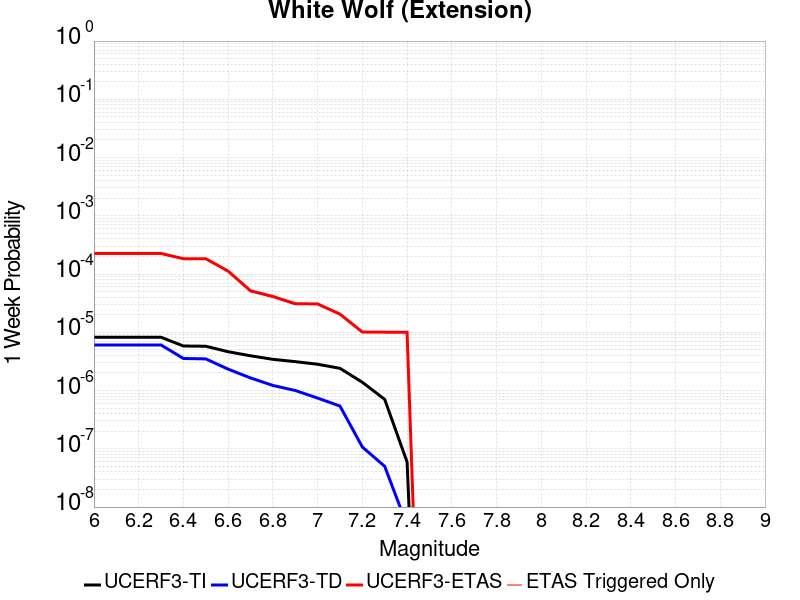 White Wolf (Extension)
10^0
10^-1
10^-2
10^-3
10^-4
10^-5
10^-6
10^-7
10^-8
1 Week Probability
6 6.2 6.4 6.6 6.8 7 7.2 7.4 7.6 7.8 8 8.2 8.4 8.6 8.8 9
Magnitude
UCERF3-TI UCERF3-TD UCERF3-ETAS ETAS Triggered Only